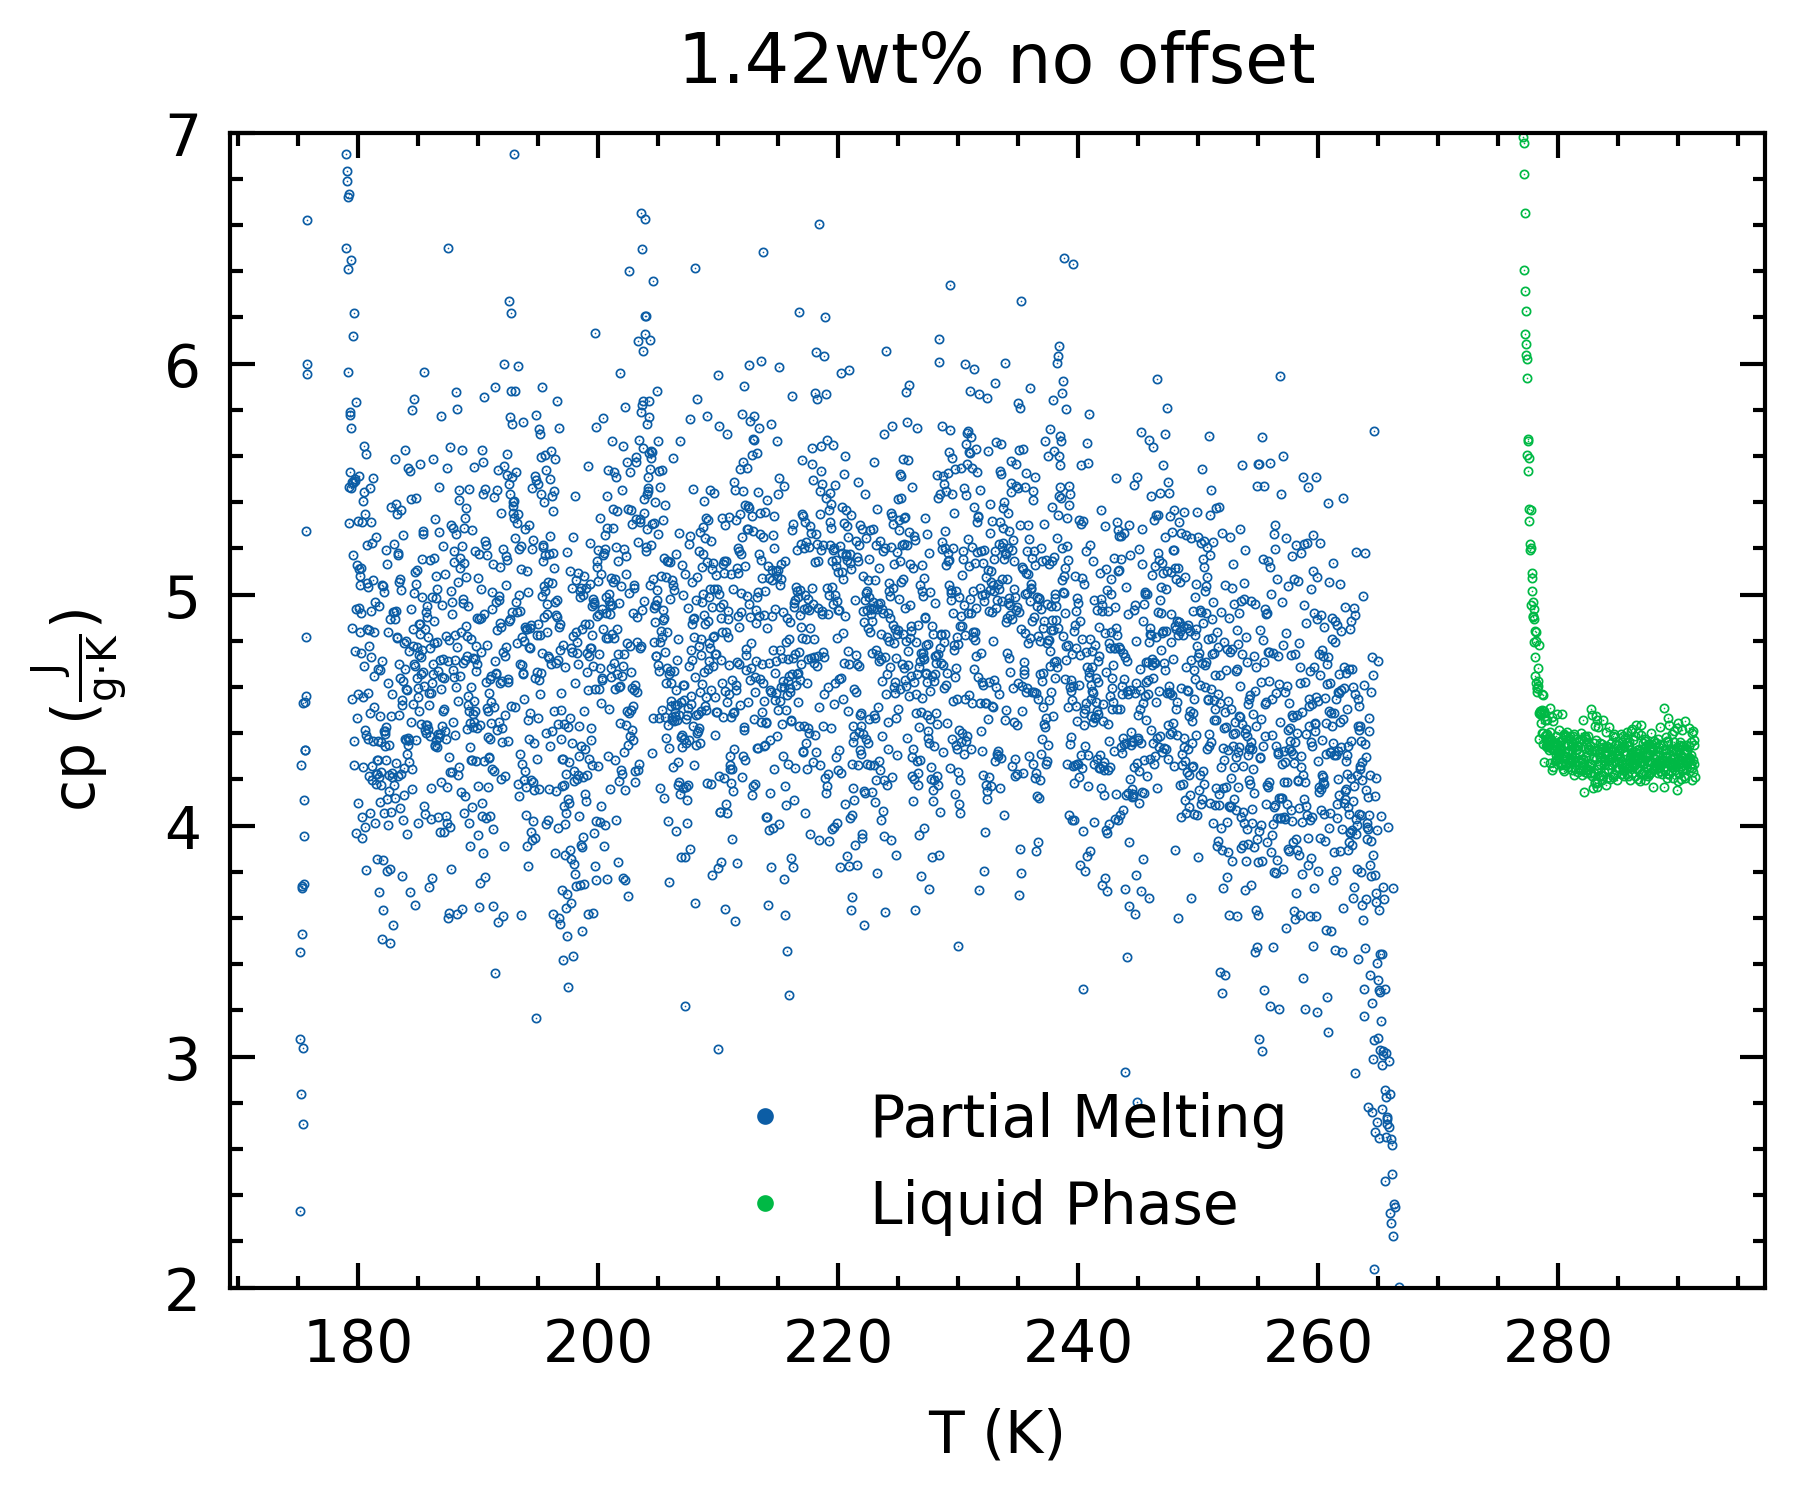 1.42wt% no offset
7
6
5
4
3
2
cp (J/g·K)
Partial Melting
Liquid Phase
180 200 220 240 260 280
T (K)